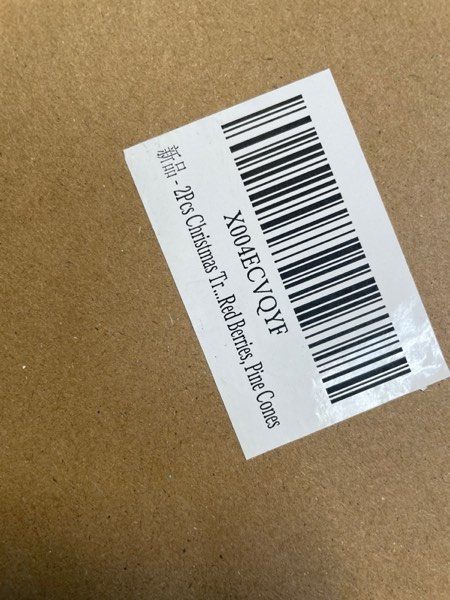 X004ECVQYF
新品 - 2Pcs Christmas Tr...Red Berries, Pine Cones